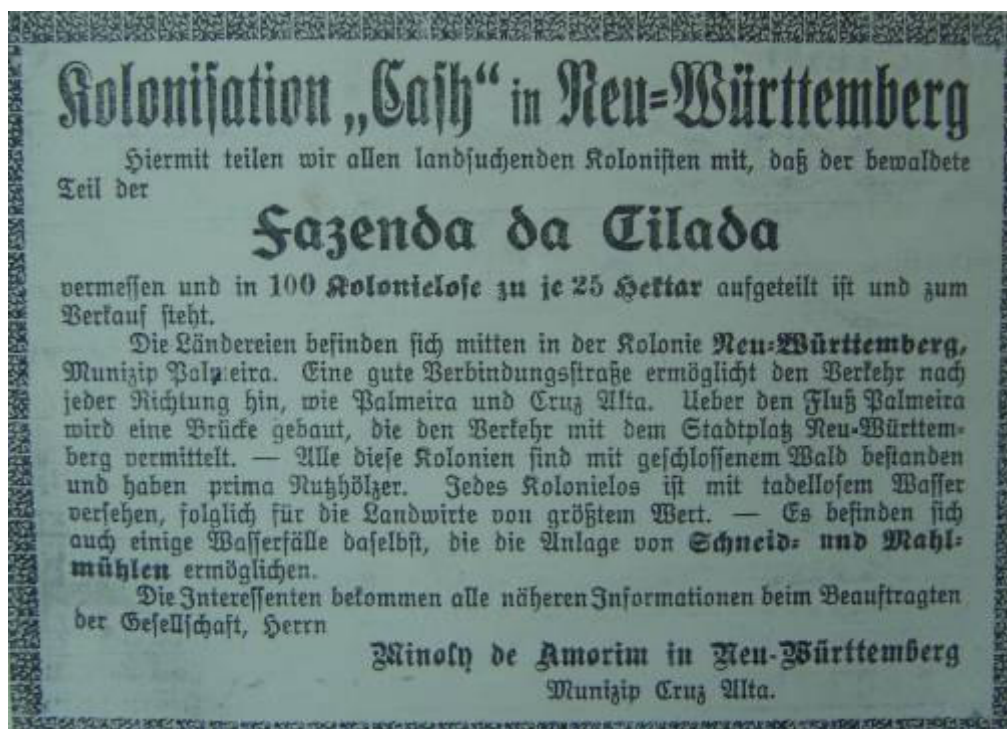 Kolonisation „Cash“ in Neu=Württemberg
Hiermit teilen wir allen landsuchenden Kolonisten mit, daß der bewaldete
Teil der
Fazenda da Cilada
vermessen und in 100 Kolonielose zu je 25 Hektar aufgeteilt ist und zum
Verkauf steht.
Die Ländereien befinden sich mitten in der Kolonie Neu=Württemberg,
Munizip Palmeira. Eine gute Verbindungsstraße ermöglicht den Verkehr nach
jeder Richtung hin, wie Palmeira und Cruz Alta. Ueber den Fluß Palmeira
wird eine Brücke gebaut, die den Verkehr mit dem Stadtplatz Neu=Württem=
berg vermittelt. — Alle diese Kolonien sind mit geschlossenem Wald bestanden
und haben prima Nutzhölzer. Jedes Kolonielos ist mit tadellosem Wasser
versehen, folglich für die Landwirte von größtem Wert. — Es befinden sich
auch einige Wasserfälle daselbst, die die Anlage von Schneid= und Mahl=
mühlen ermöglichen.
Die Interessenten bekommen alle näheren Informationen beim Beauftragten
der Gesellschaft, Herrn
Minoly de Amorim in Neu=Württemberg
Munizip Cruz Alta.